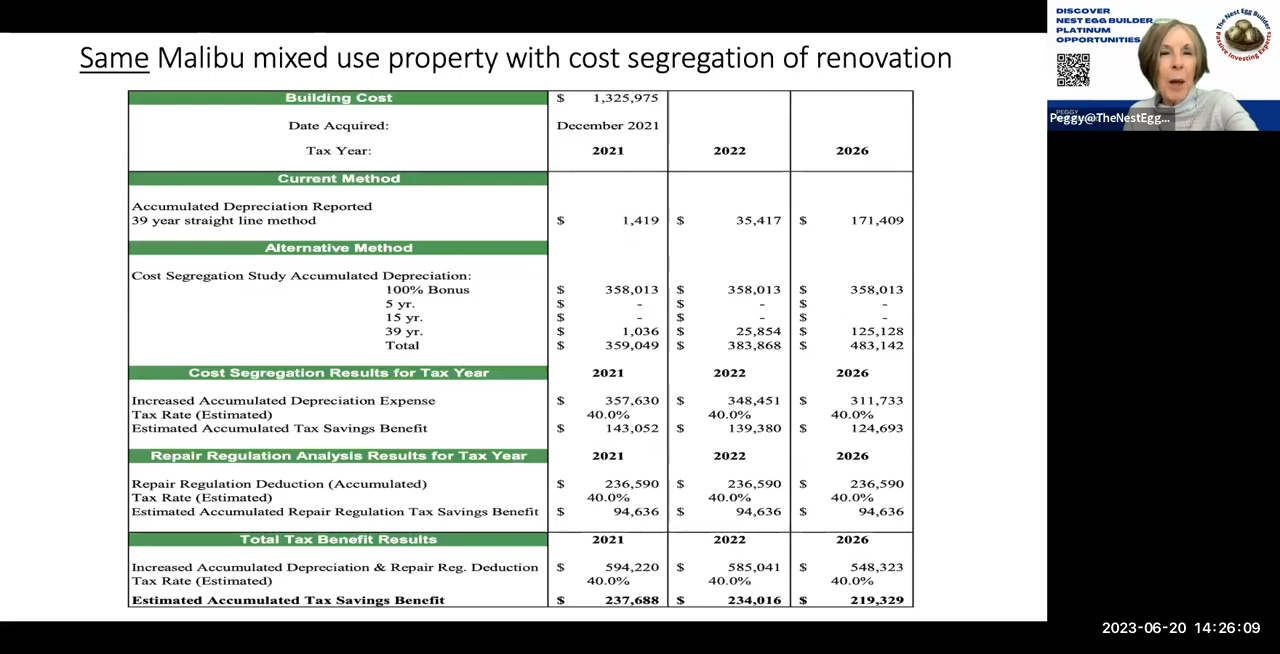 Same Malibu mixed use property with cost segregation of renovation
Building Cost $ 1,325,975
Date Acquired: December 2021
Tax Year: 2021 2022 2026
Current Method
Accumulated Depreciation Reported
39 year straight line method $ 1,419 $ 35,417 $ 171,409
Alternative Method
Cost Segregation Study Accumulated Depreciation:
100% Bonus $ 358,013 $ 358,013 $ 358,013
5 yr. $ - $ - $ -
15 yr. $ - $ - $ -
39 yr. $ 1,036 $ 25,854 $ 125,128
Total $ 359,049 $ 383,868 $ 483,142
Cost Segregation Results for Tax Year 2021 2022 2026
Increased Accumulated Depreciation Expense $ 357,630 $ 348,451 $ 311,733
Tax Rate (Estimated) 40.0% 40.0% 40.0%
Estimated Accumulated Tax Savings Benefit $ 143,052 $ 139,380 $ 124,693
Repair Regulation Analysis Results for Tax Year 2021 2022 2026
Repair Regulation Deduction (Accumulated) $ 236,590 $ 236,590 $ 236,590
Tax Rate (Estimated) 40.0% 40.0% 40.0%
Estimated Accumulated Repair Regulation Tax Savings Benefit $ 94,636 $ 94,636 $ 94,636
Total Tax Benefit Results 2021 2022 2026
Increased Accumulated Depreciation & Repair Reg. Deduction $ 594,220 $ 585,041 $ 548,323
Tax Rate (Estimated) 40.0% 40.0% 40.0%
Estimated Accumulated Tax Savings Benefit $ 237,688 $ 234,016 $ 219,329
DISCOVER
NEST EGG BUILDER
PLATINUM
OPPORTUNITIES
The Nest Egg Builder
Passive Investing Experts
PEGGY
Peggy@TheNestEgg...
2023-06-20 14:26:09